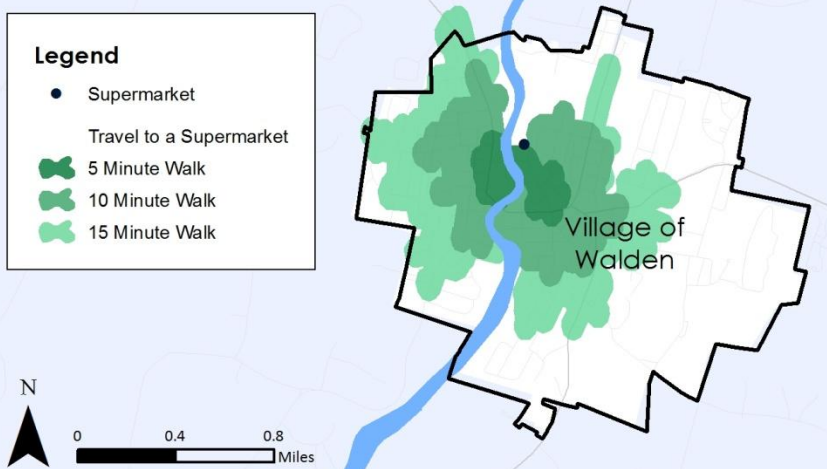 Legend
Supermarket
Travel to a Supermarket
5 Minute Walk
10 Minute Walk
15 Minute Walk
Village of
Walden
N
0 0.4 0.8
Miles